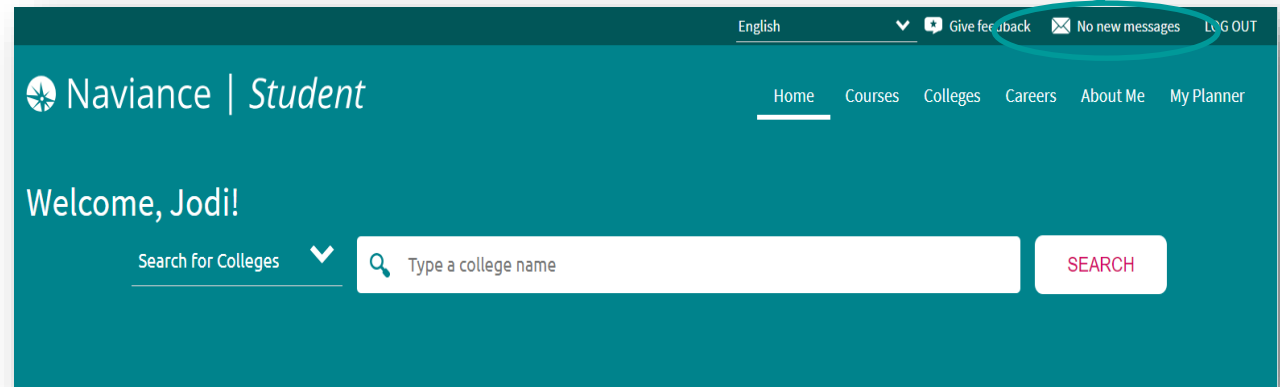 English Give feedback No new messages LOG OUT
Naviance | Student
Home Courses Colleges Careers About Me My Planner
Welcome, Jodi!
Search for Colleges Type a college name SEARCH